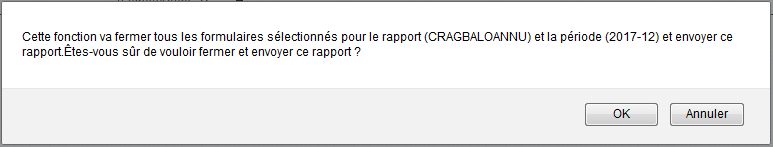 Cette fonction va fermer tous les formulaires sélectionnés pour le rapport (CRAGBALOANNU) et la période (2017-12) et envoyer ce
rapport.Êtes-vous sûr de vouloir fermer et envoyer ce rapport ?
OK
Annuler